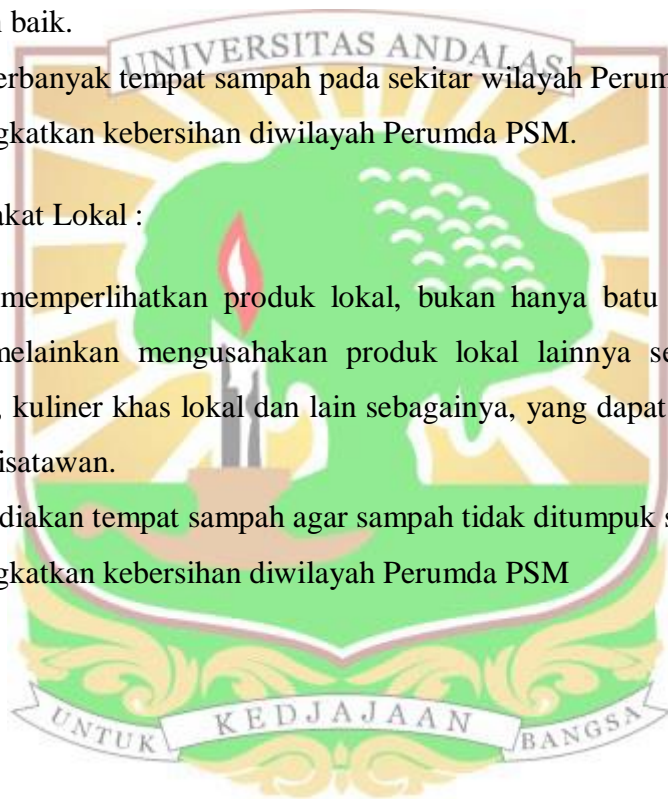 n baik.
UNIVERSITAS ANDALAS
erbanyak tempat sampah pada sekitar wilayah Perum
gkatkan kebersihan diwilayah Perumda PSM.
akat Lokal :
memperlihatkan produk lokal, bukan hanya batu
melainkan mengusahakan produk lokal lainnya se
, kuliner khas lokal dan lain sebagainya, yang dapat
isatawan.
diakan tempat sampah agar sampah tidak ditumpuk s
gkatkan kebersihan diwilayah Perumda PSM
UNTUK KEDJAJAAN BANGSA